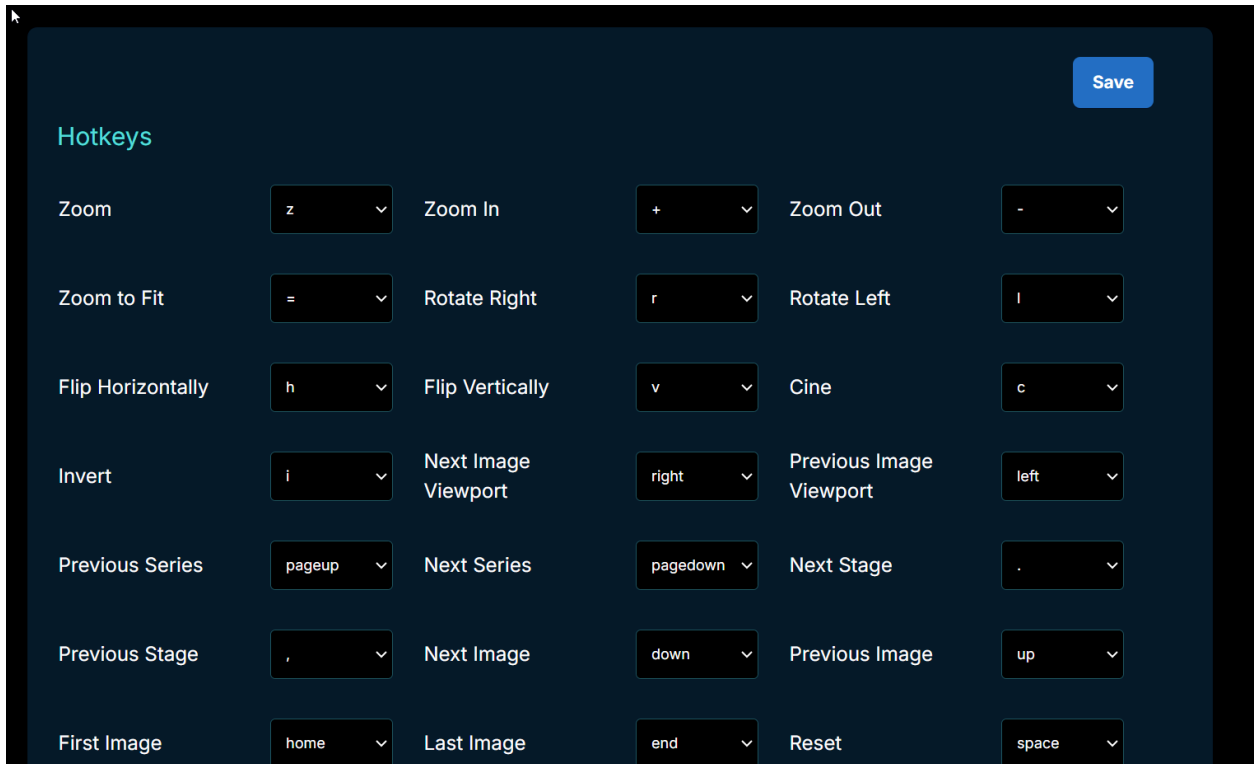 Save
Hotkeys
Zoom z Zoom In + Zoom Out -
Zoom to Fit = Rotate Right r Rotate Left l
Flip Horizontally h Flip Vertically v Cine c
Invert i Next Image Viewport right Previous Image Viewport left
Previous Series pageup Next Series pagedown Next Stage .
Previous Stage , Next Image down Previous Image up
First Image home Last Image end Reset space